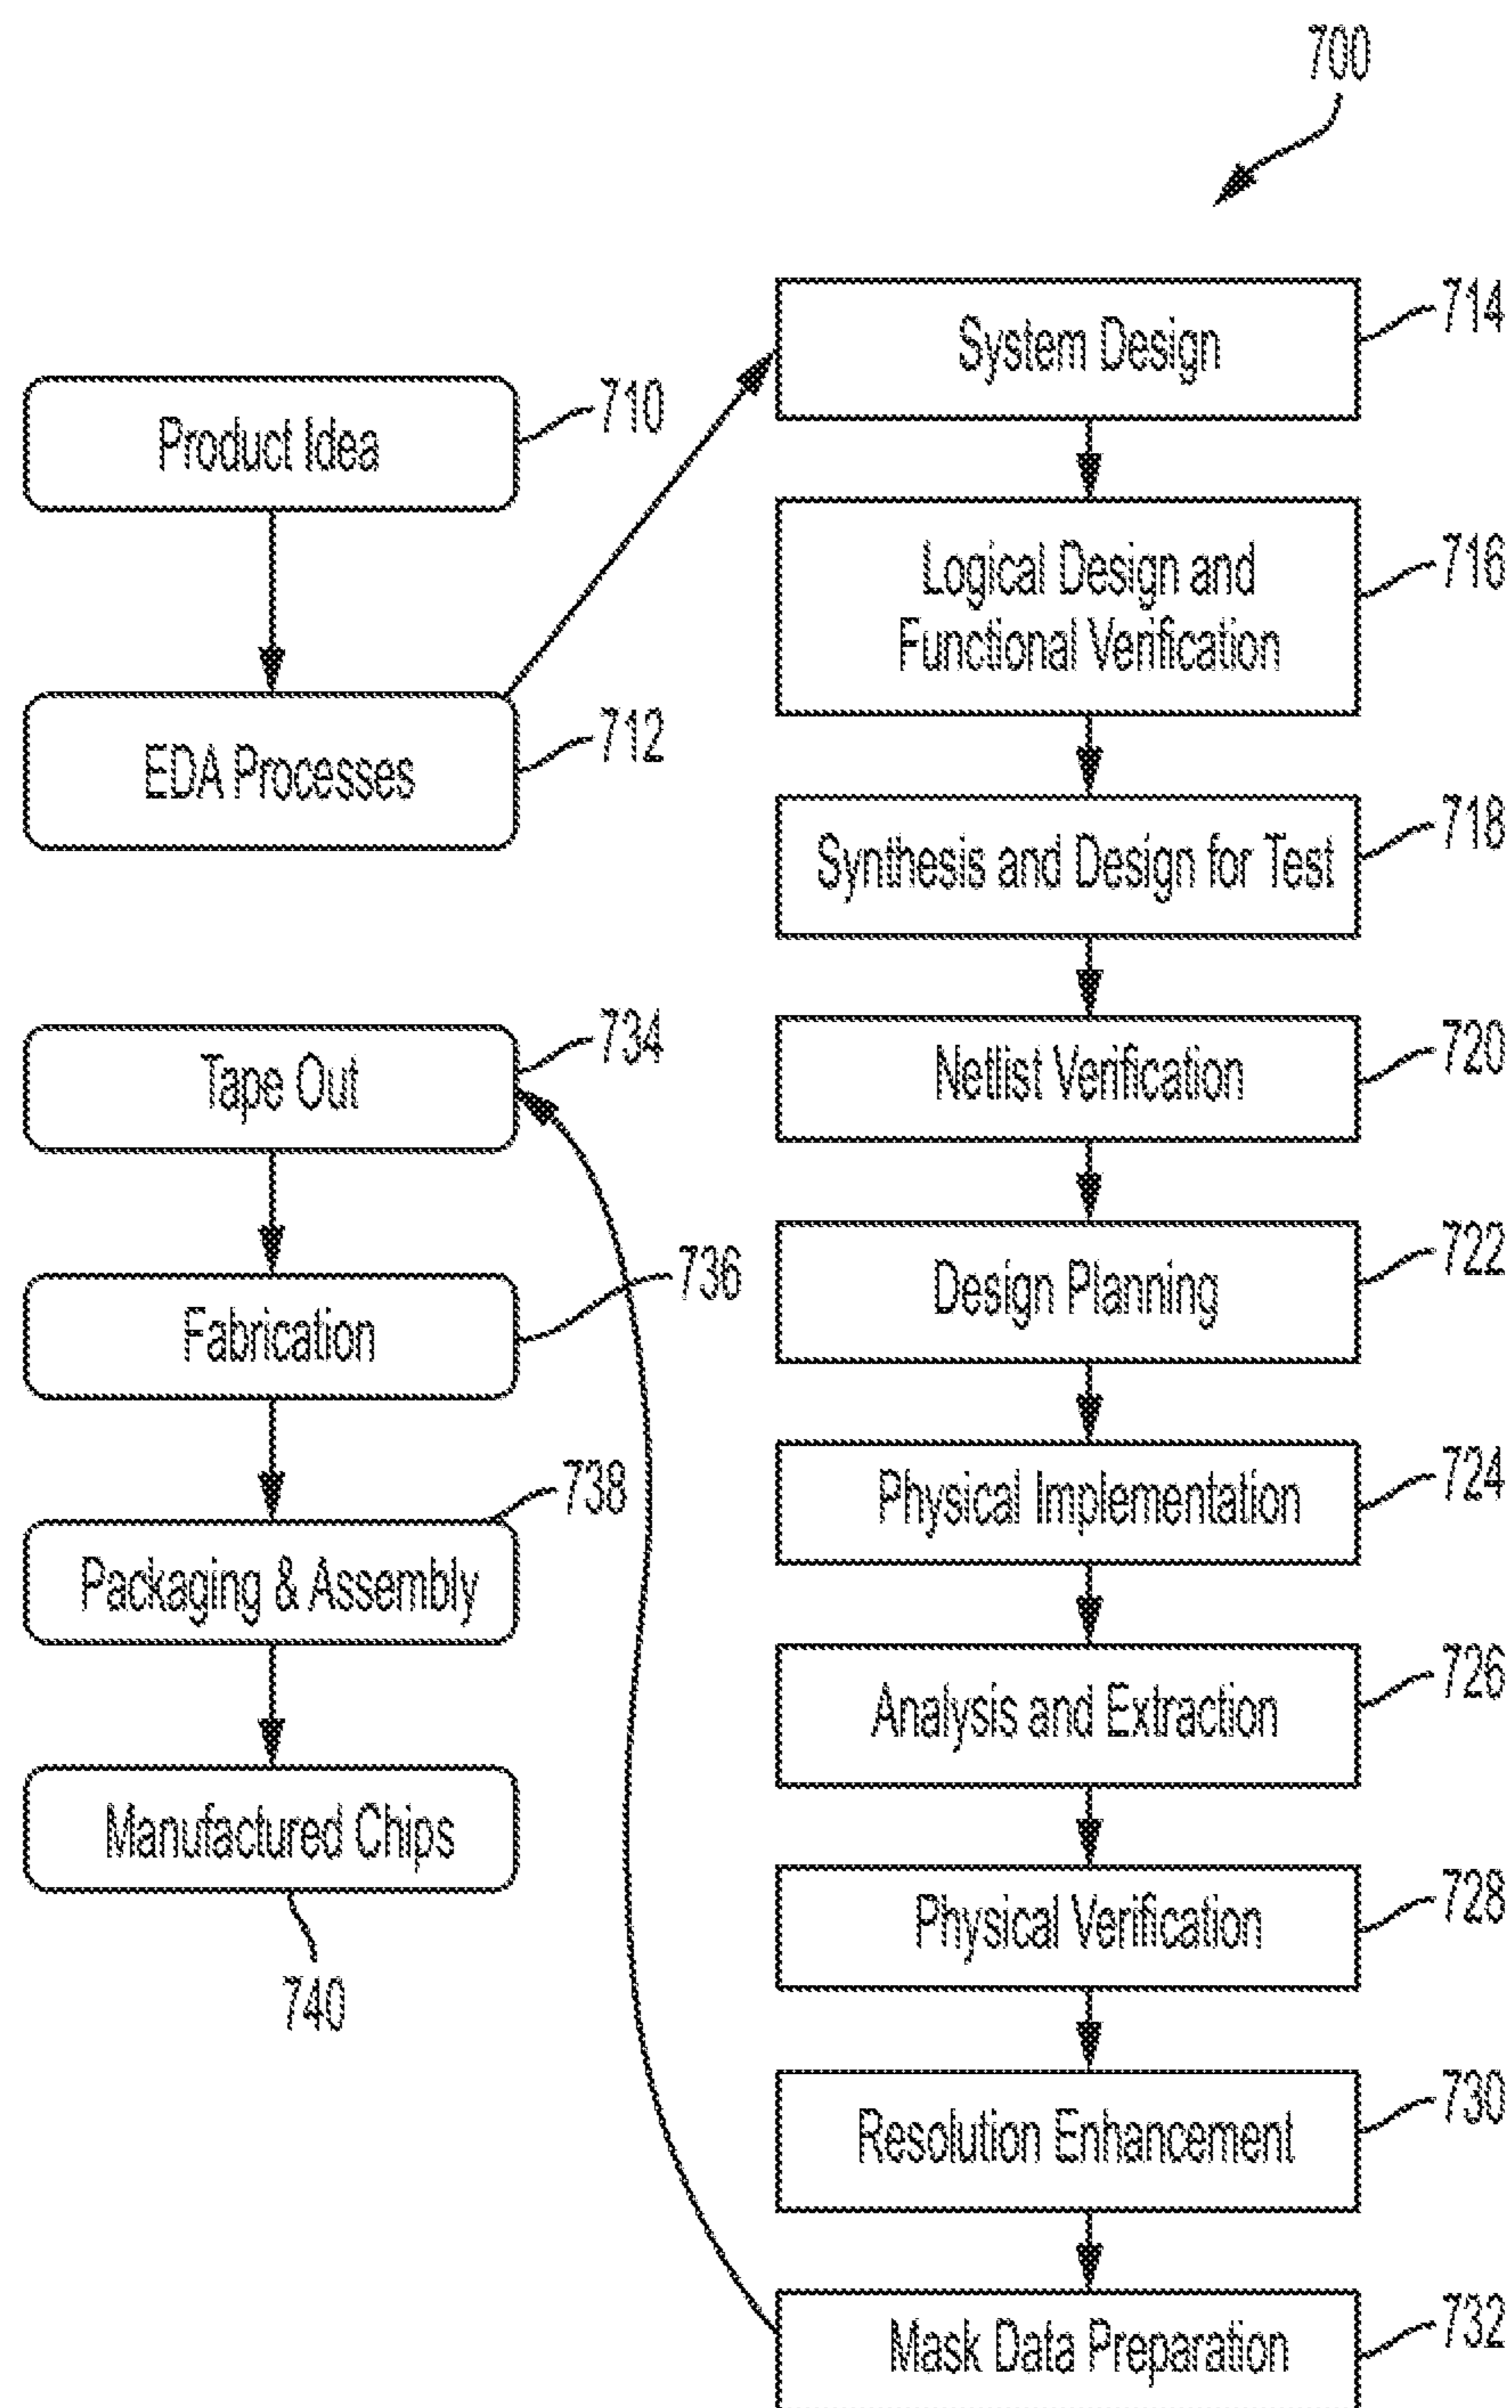 700
Product Idea
710
EDA Processes
712
System Design
714
Logical Design and
Functional Verification
716
Synthesis and Design for Test
718
Netlist Verification
720
Design Planning
722
Physical Implementation
724
Analysis and Extraction
726
Physical Verification
728
Resolution Enhancement
730
Mask Data Preparation
732
Tape Out
734
Fabrication
736
Packaging & Assembly
738
Manufactured Chips
740